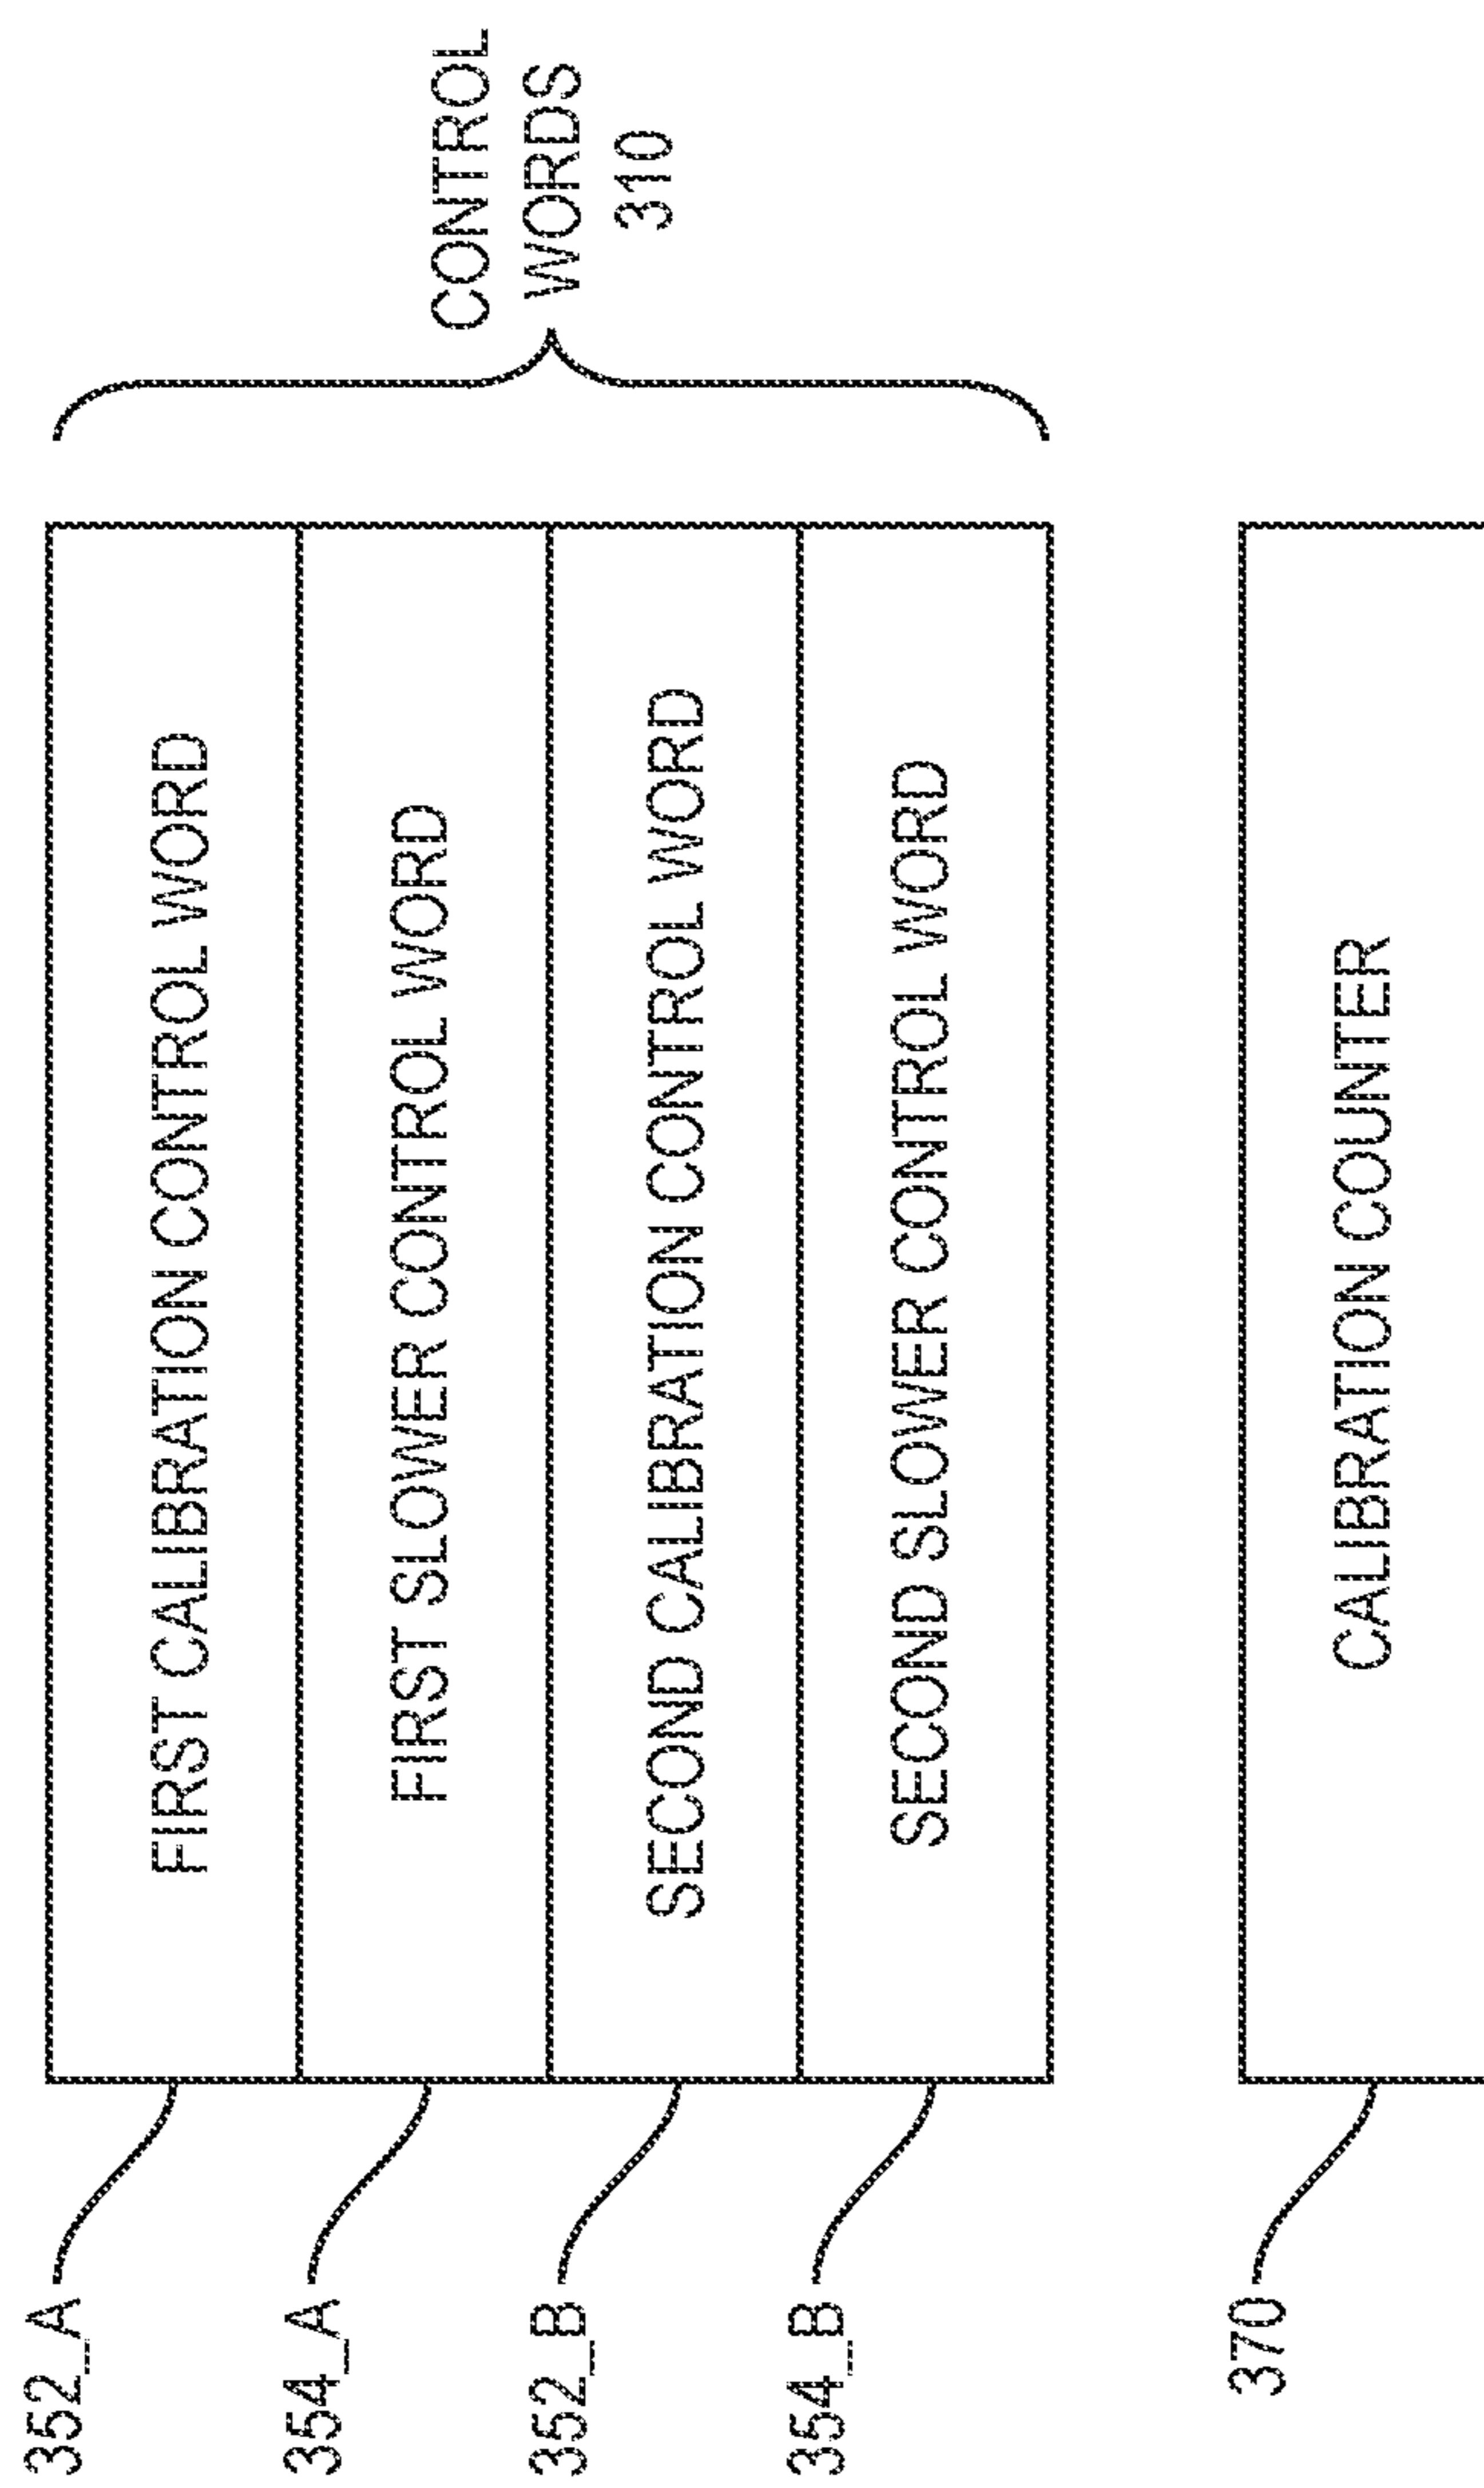 352_A
FIRST CALIBRATION CONTROL WORD
354_A
FIRST SLOWER CONTROL WORD
352_B
SECOND CALIBRATION CONTROL WORD
354_B
SECOND SLOWER CONTROL WORD
CONTROL
WORDS
310
370
CALIBRATION COUNTER